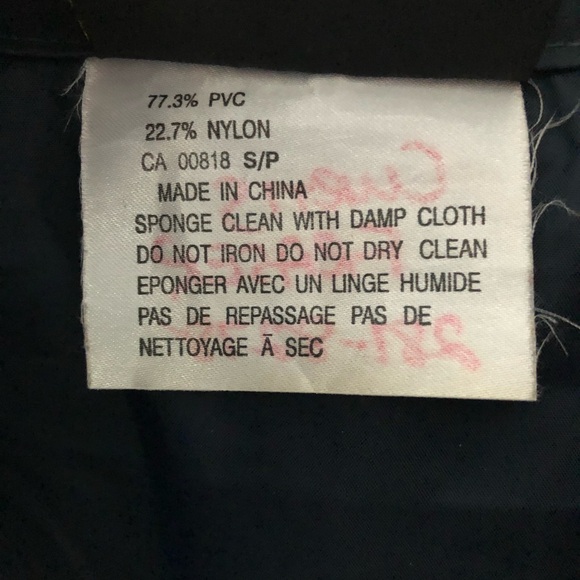 77.3% PVC
22.7% NYLON
CA 00818 S/P
MADE IN CHINA
SPONGE CLEAN WITH DAMP CLOTH
DO NOT IRON DO NOT DRY CLEAN
EPONGER AVEC UN LINGE HUMIDE
PAS DE REPASSAGE PAS DE
NETTOYAGE Ā SEC